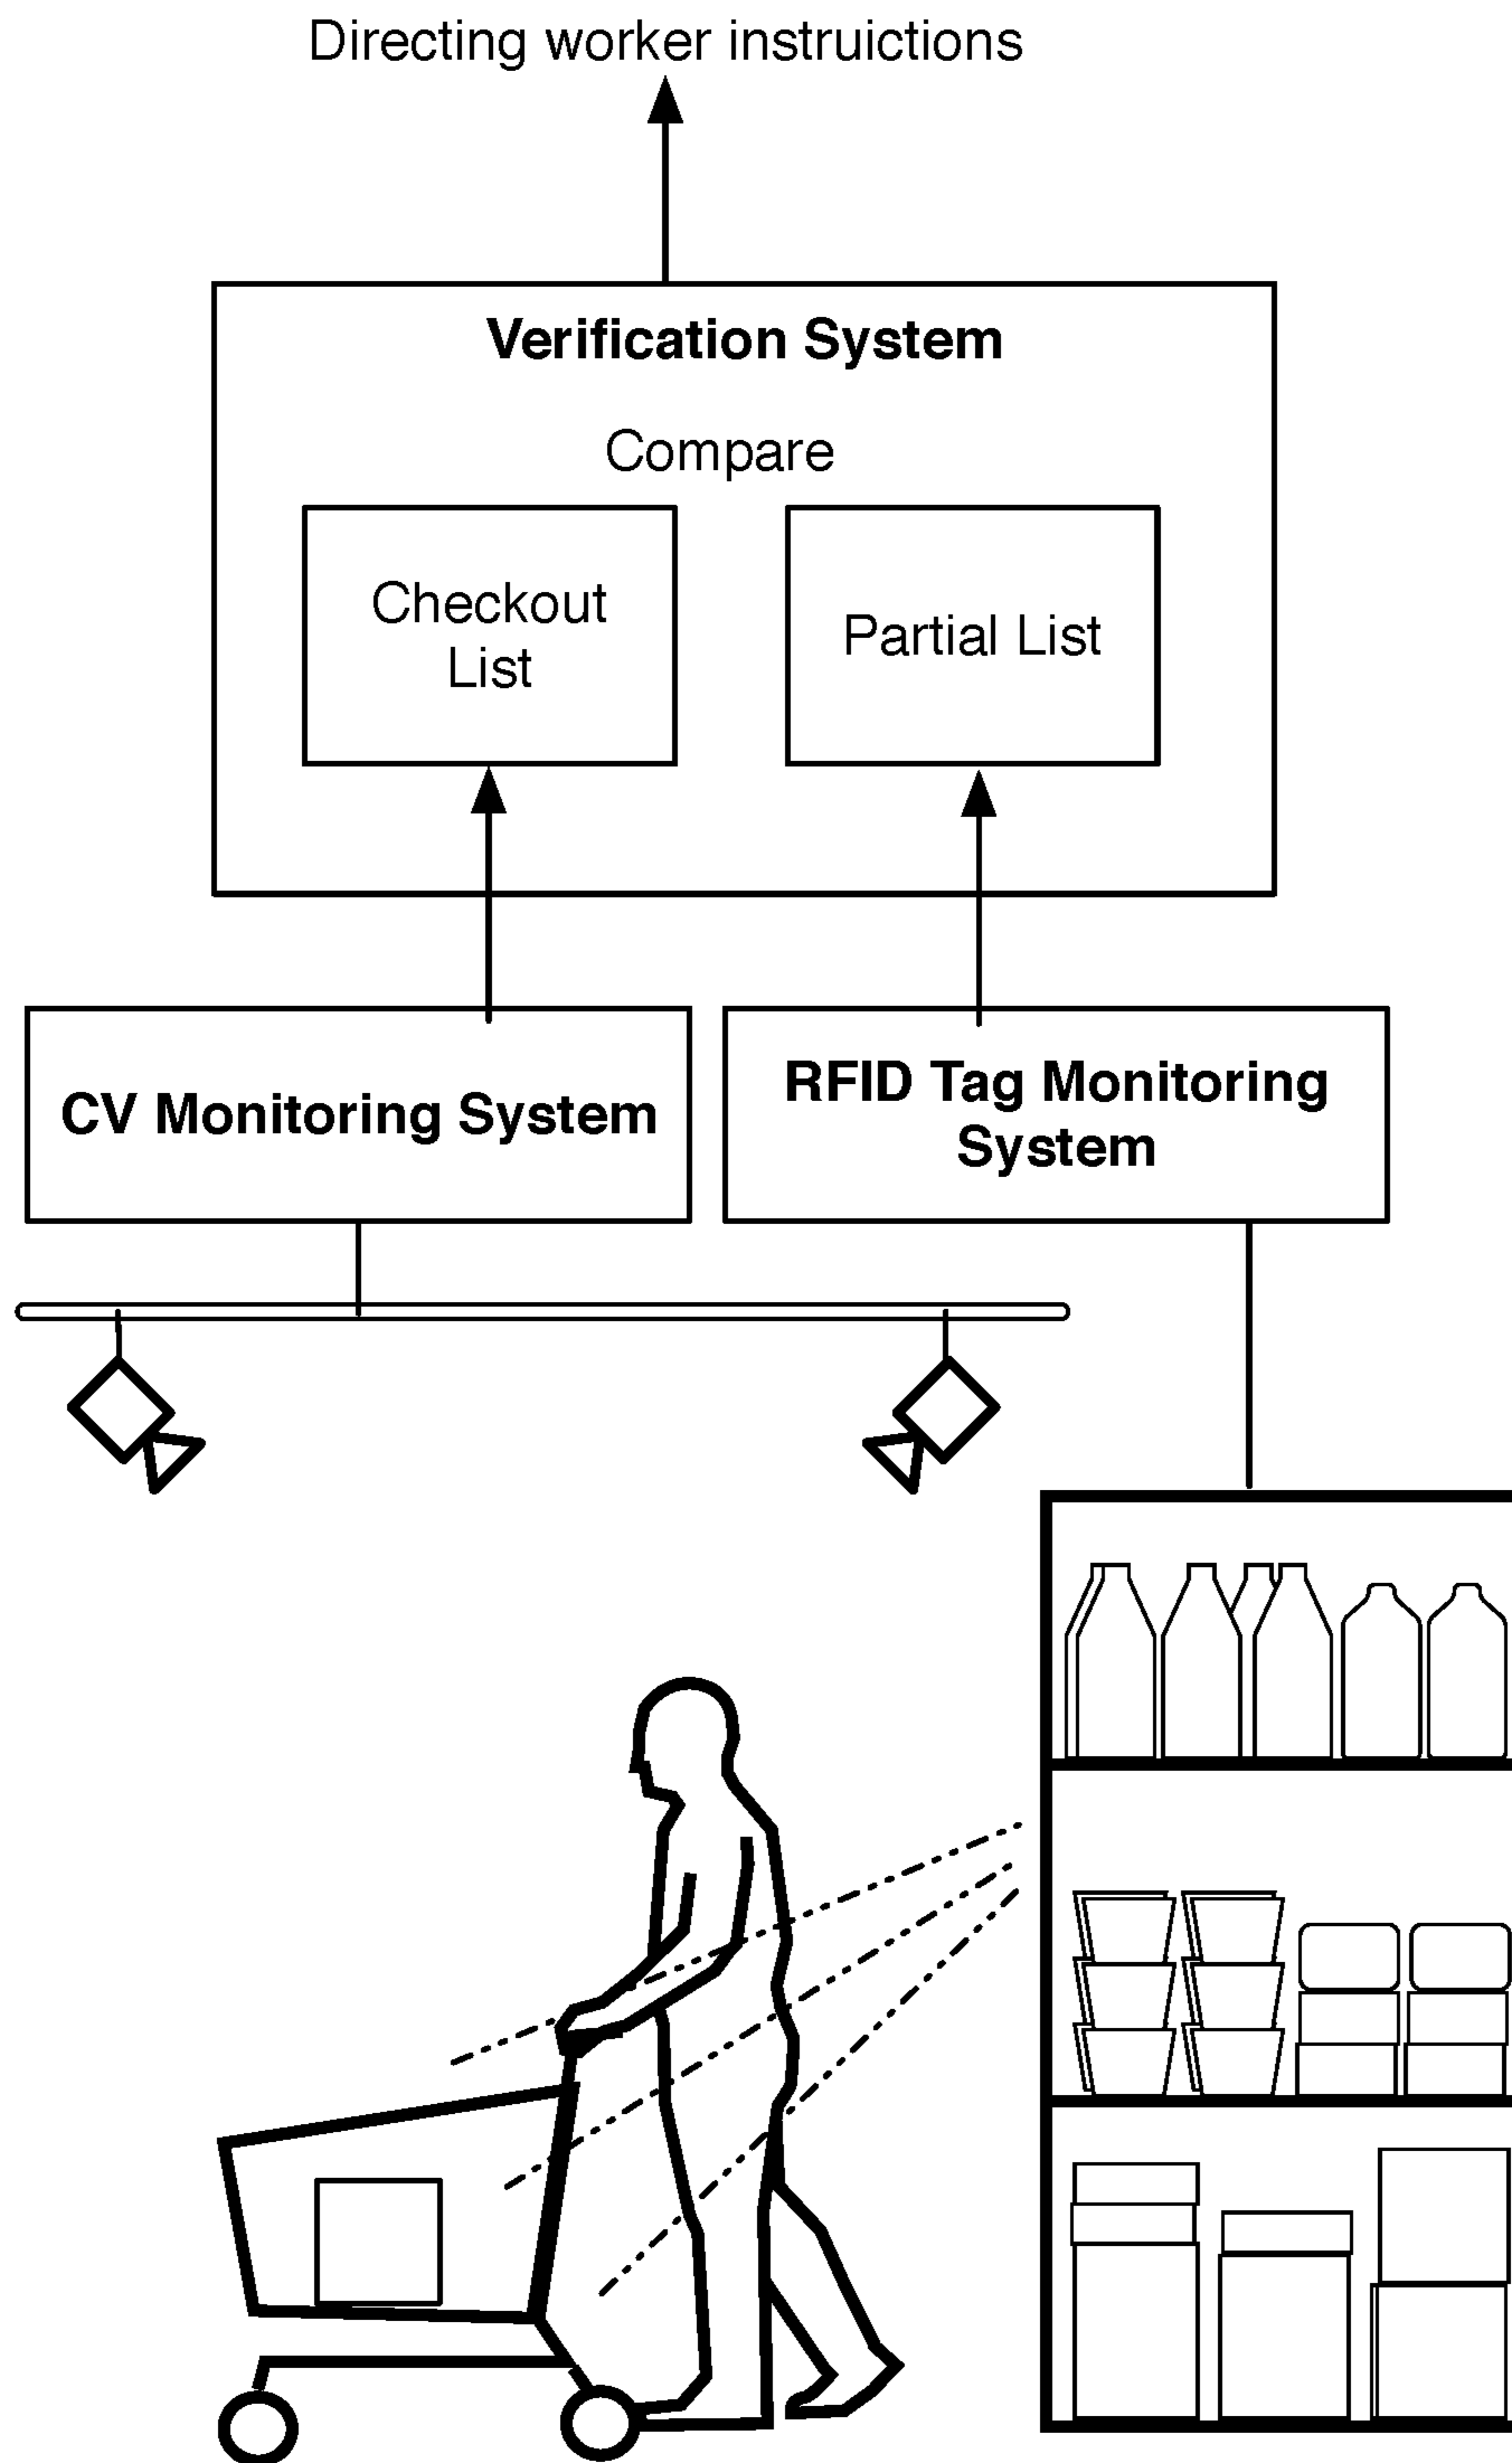 Directing worker instruictions
Verification System
Compare
Checkout
List
Partial List
CV Monitoring System
RFID Tag Monitoring
System